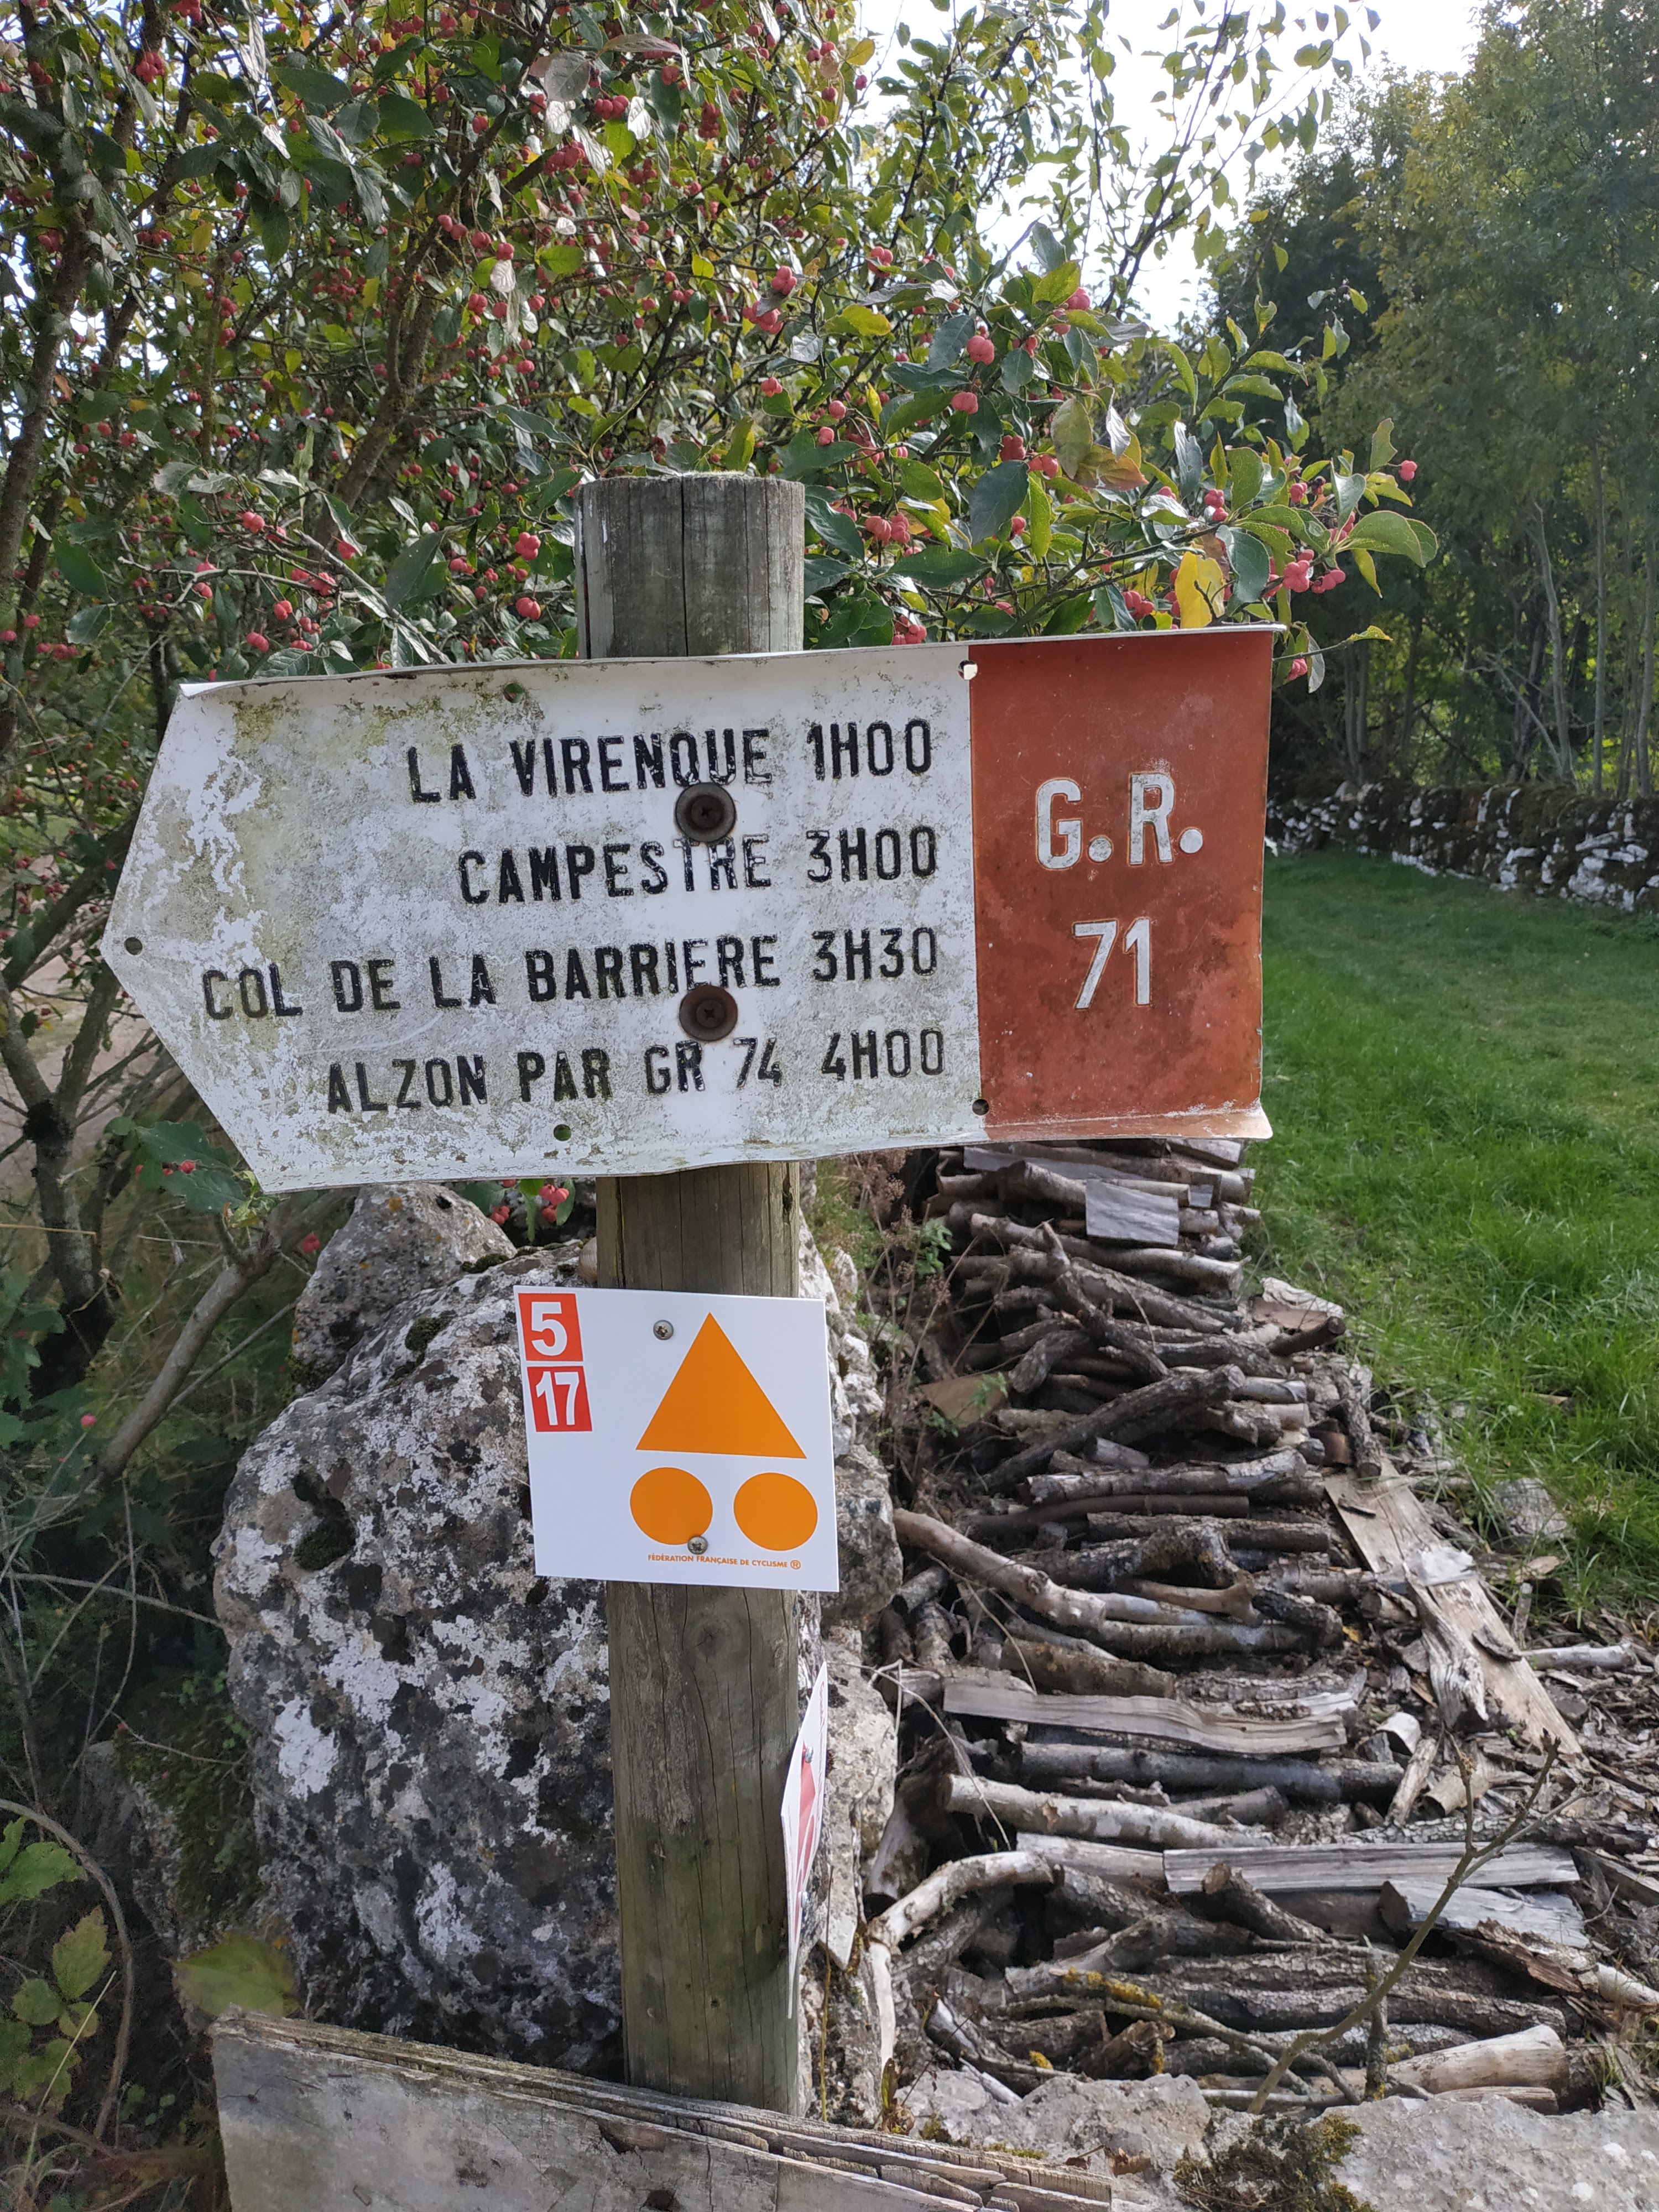 LA VIRENQUE 1H00
CAMPESTRE 3H00
COL DE LA BARRIERE 3H30
ALZON PAR GR 74 4H00
G.R.
71
5
17
FÉDÉRATION FRANÇAISE DE CYCLISME ®